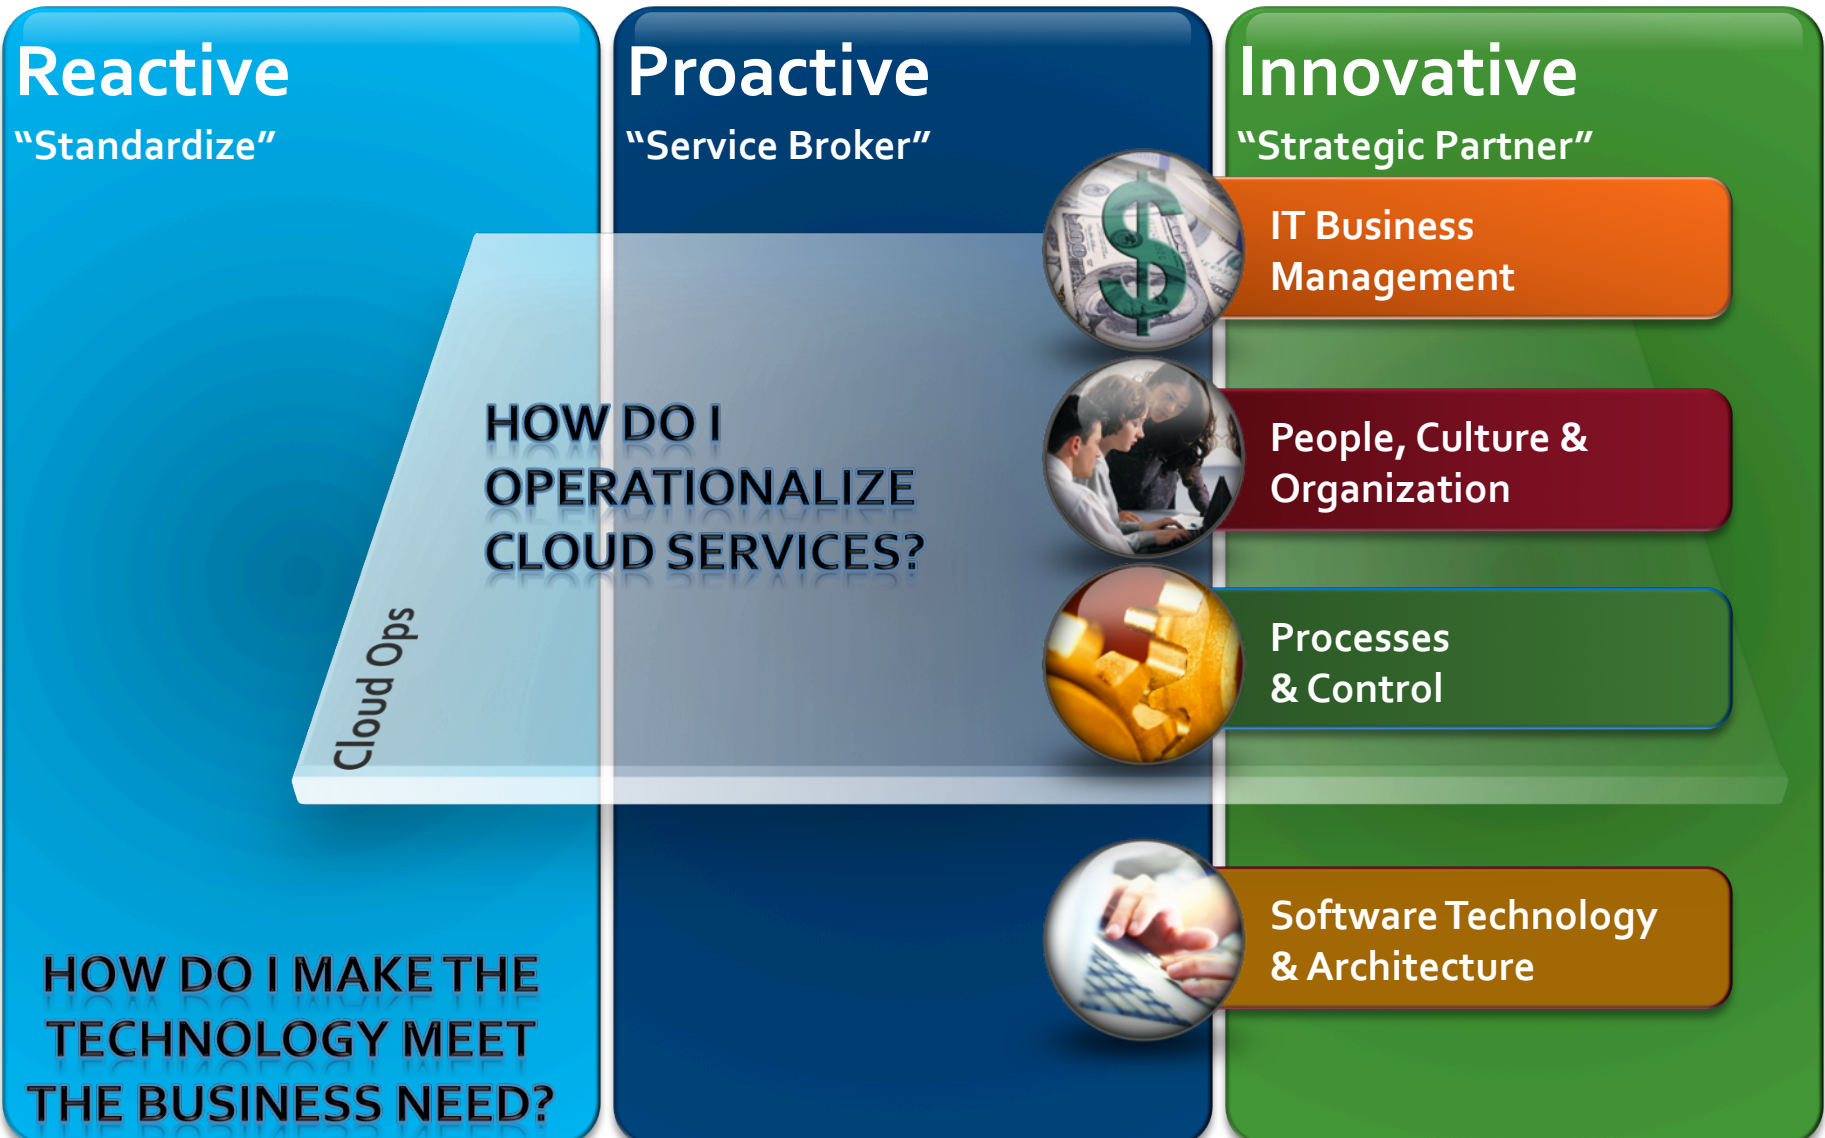 Reactive
“Standardize”
Proactive
“Service Broker”
Innovative
“Strategic Partner”
IT Business
Management
HOW DO I
OPERATIONALIZE
CLOUD SERVICES?
People, Culture &
Organization
Cloud Ops
Processes
& Control
Software Technology
& Architecture
HOW DO I MAKE THE
TECHNOLOGY MEET
THE BUSINESS NEED?